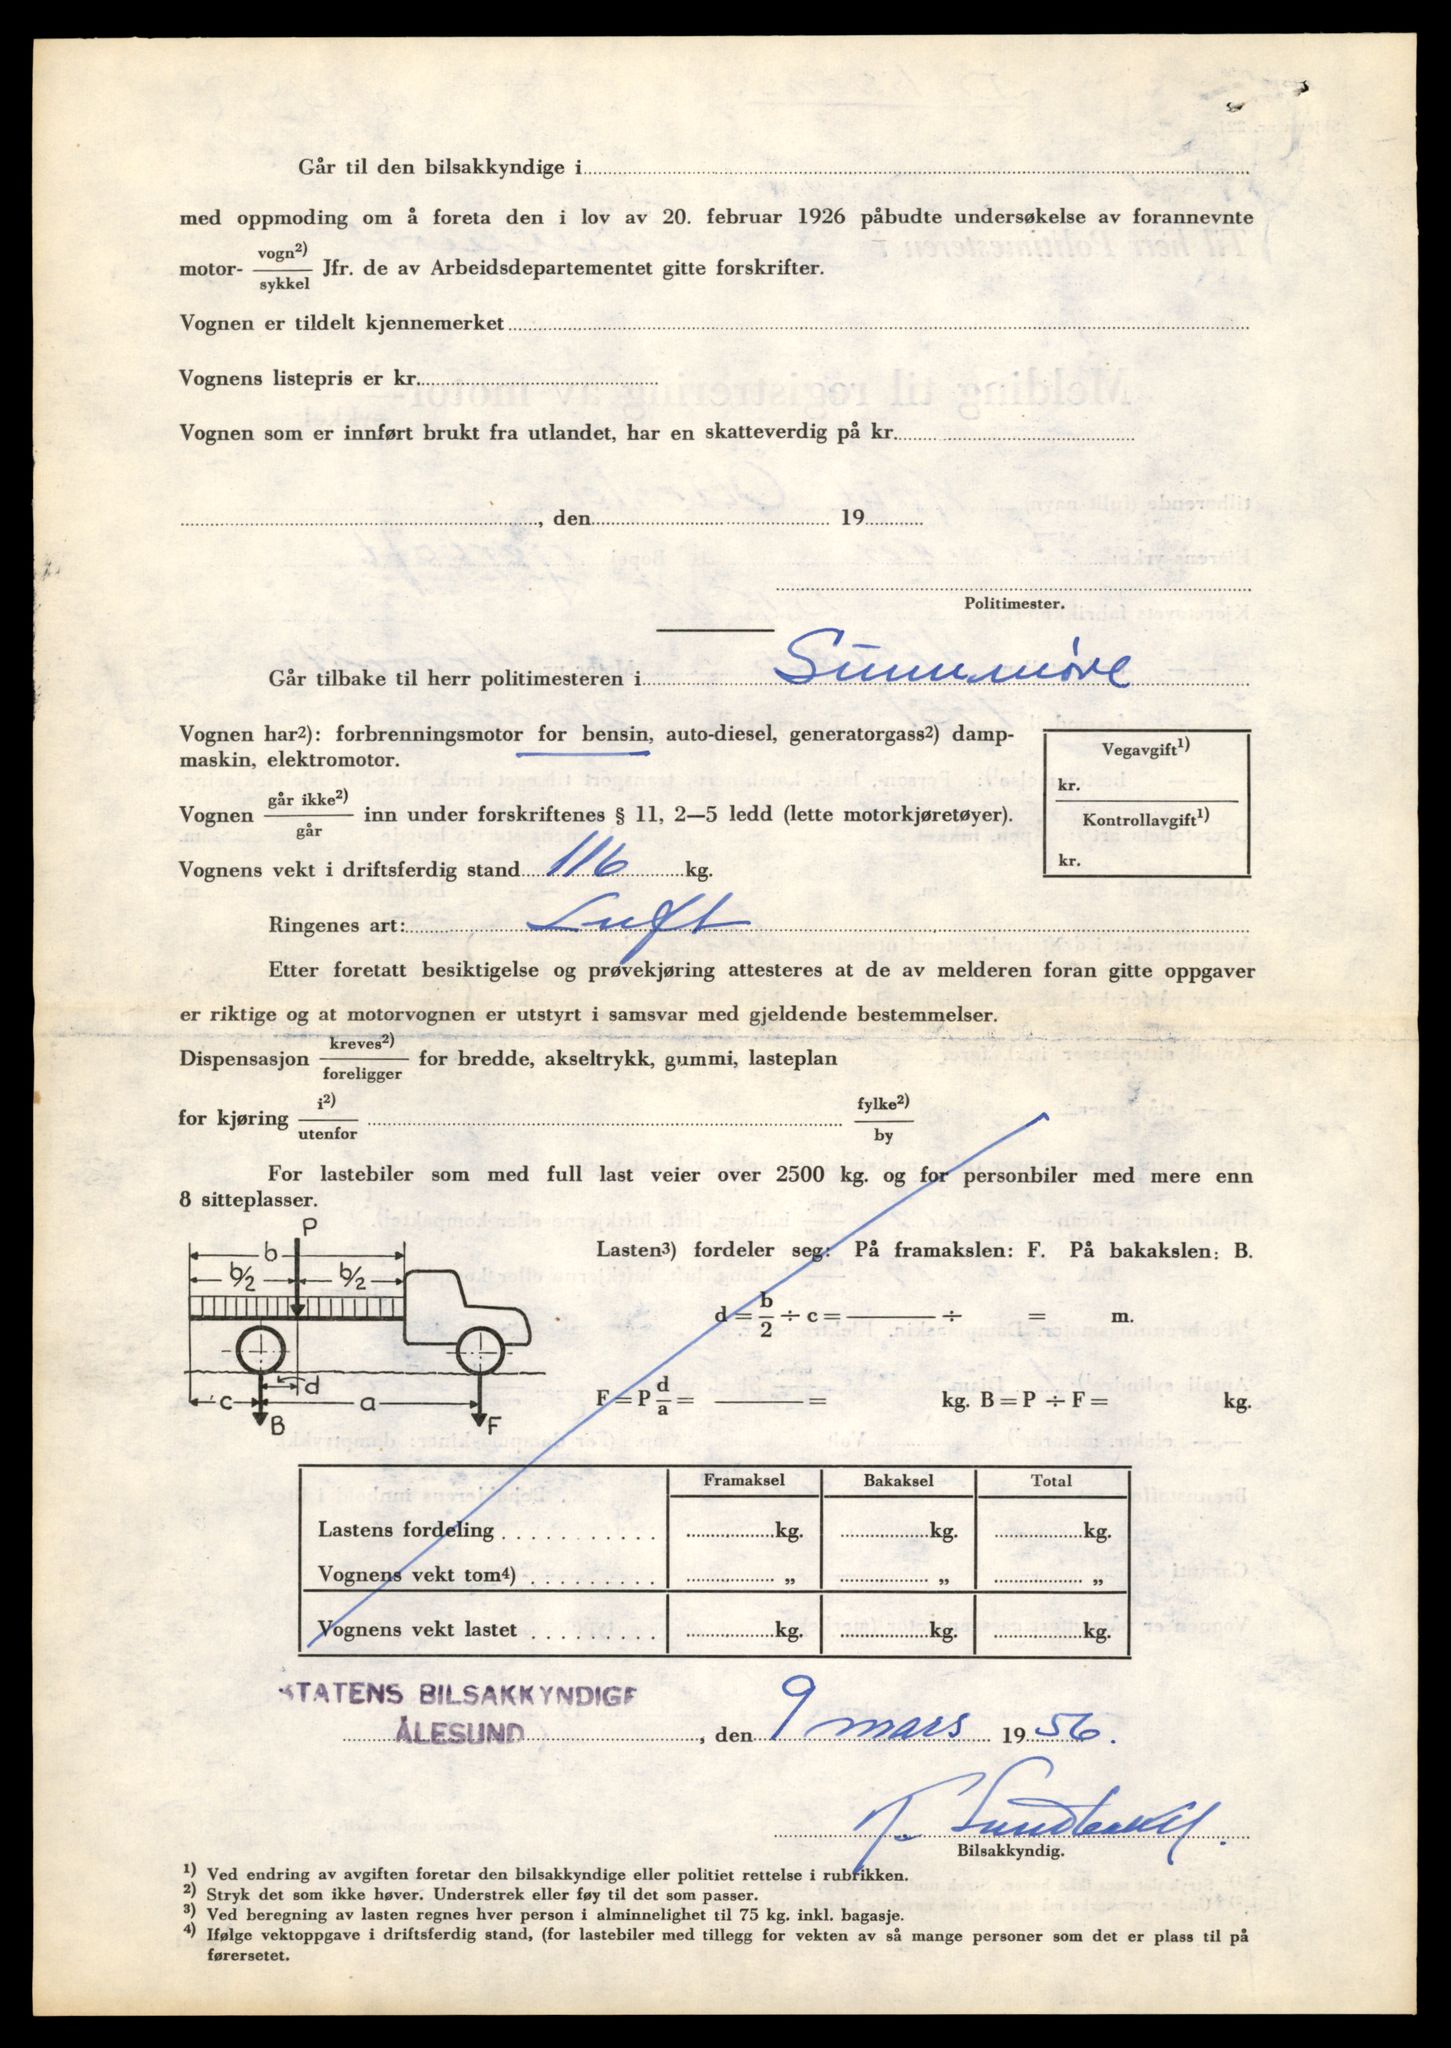 Går til den bilsakkyndige i
med oppmoding om å foreta den i lov av 20. februar 1926 påbudte undersøkelse av forannevnte
motor- vogn2) / sykkel Jfr. de av Arbeidsdepartementet gitte forskrifter.
Vognen er tildelt kjennemerket
Vognens listepris er kr.
Vognen som er innført brukt fra utlandet, har en skatteverdig på kr.
, den 19
Politimester.
Går tilbake til herr politimesteren i Sunnmøre
Vognen har2): forbrenningsmotor for bensin, auto-diesel, generatorgass2) damp-
maskin, elektromotor.
Vegavgift1)
kr.
Kontrollavgift1)
kr.
Vognen går ikke2) / går inn under forskriftenes § 11, 2—5 ledd (lette motorkjøretøyer).
Vognens vekt i driftsferdig stand 116 kg.
Ringenes art: Luft
Etter foretatt besiktigelse og prøvekjøring attesteres at de av melderen foran gitte oppgaver
er riktige og at motorvognen er utstyrt i samsvar med gjeldende bestemmelser.
Dispensasjon kreves2) / foreligger for bredde, akseltrykk, gummi, lasteplan
for kjøring i2) / utenfor fylke2) / by
For lastebiler som med full last veier over 2500 kg. og for personbiler med mere enn
8 sitteplasser.
P
b
b/2 b/2
c d a
B F
Lasten3) fordeler seg: På framakslen: F. På bakakslen: B.
d = b/2 ÷ c = ——— ÷ = m.
F = P d/a = ——— = kg. B = P ÷ F = kg.
Framaksel Bakaksel Total
Lastens fordeling kg. kg. kg.
Vognens vekt tom4) „ „ „
Vognens vekt lastet kg. kg. kg.
STATENS BILSAKKYNDIGE
ÅLESUND, den 9 mars 1956.
Bilsakkyndig.
1) Ved endring av avgiften foretar den bilsakkyndige eller politiet rettelse i rubrikken.
2) Stryk det som ikke høver. Understrek eller føy til det som passer.
3) Ved beregning av lasten regnes hver person i alminnelighet til 75 kg. inkl. bagasje.
4) Ifølge vektoppgave i driftsferdig stand, (for lastebiler med tillegg for vekten av så mange personer som det er plass til på
førersetet.